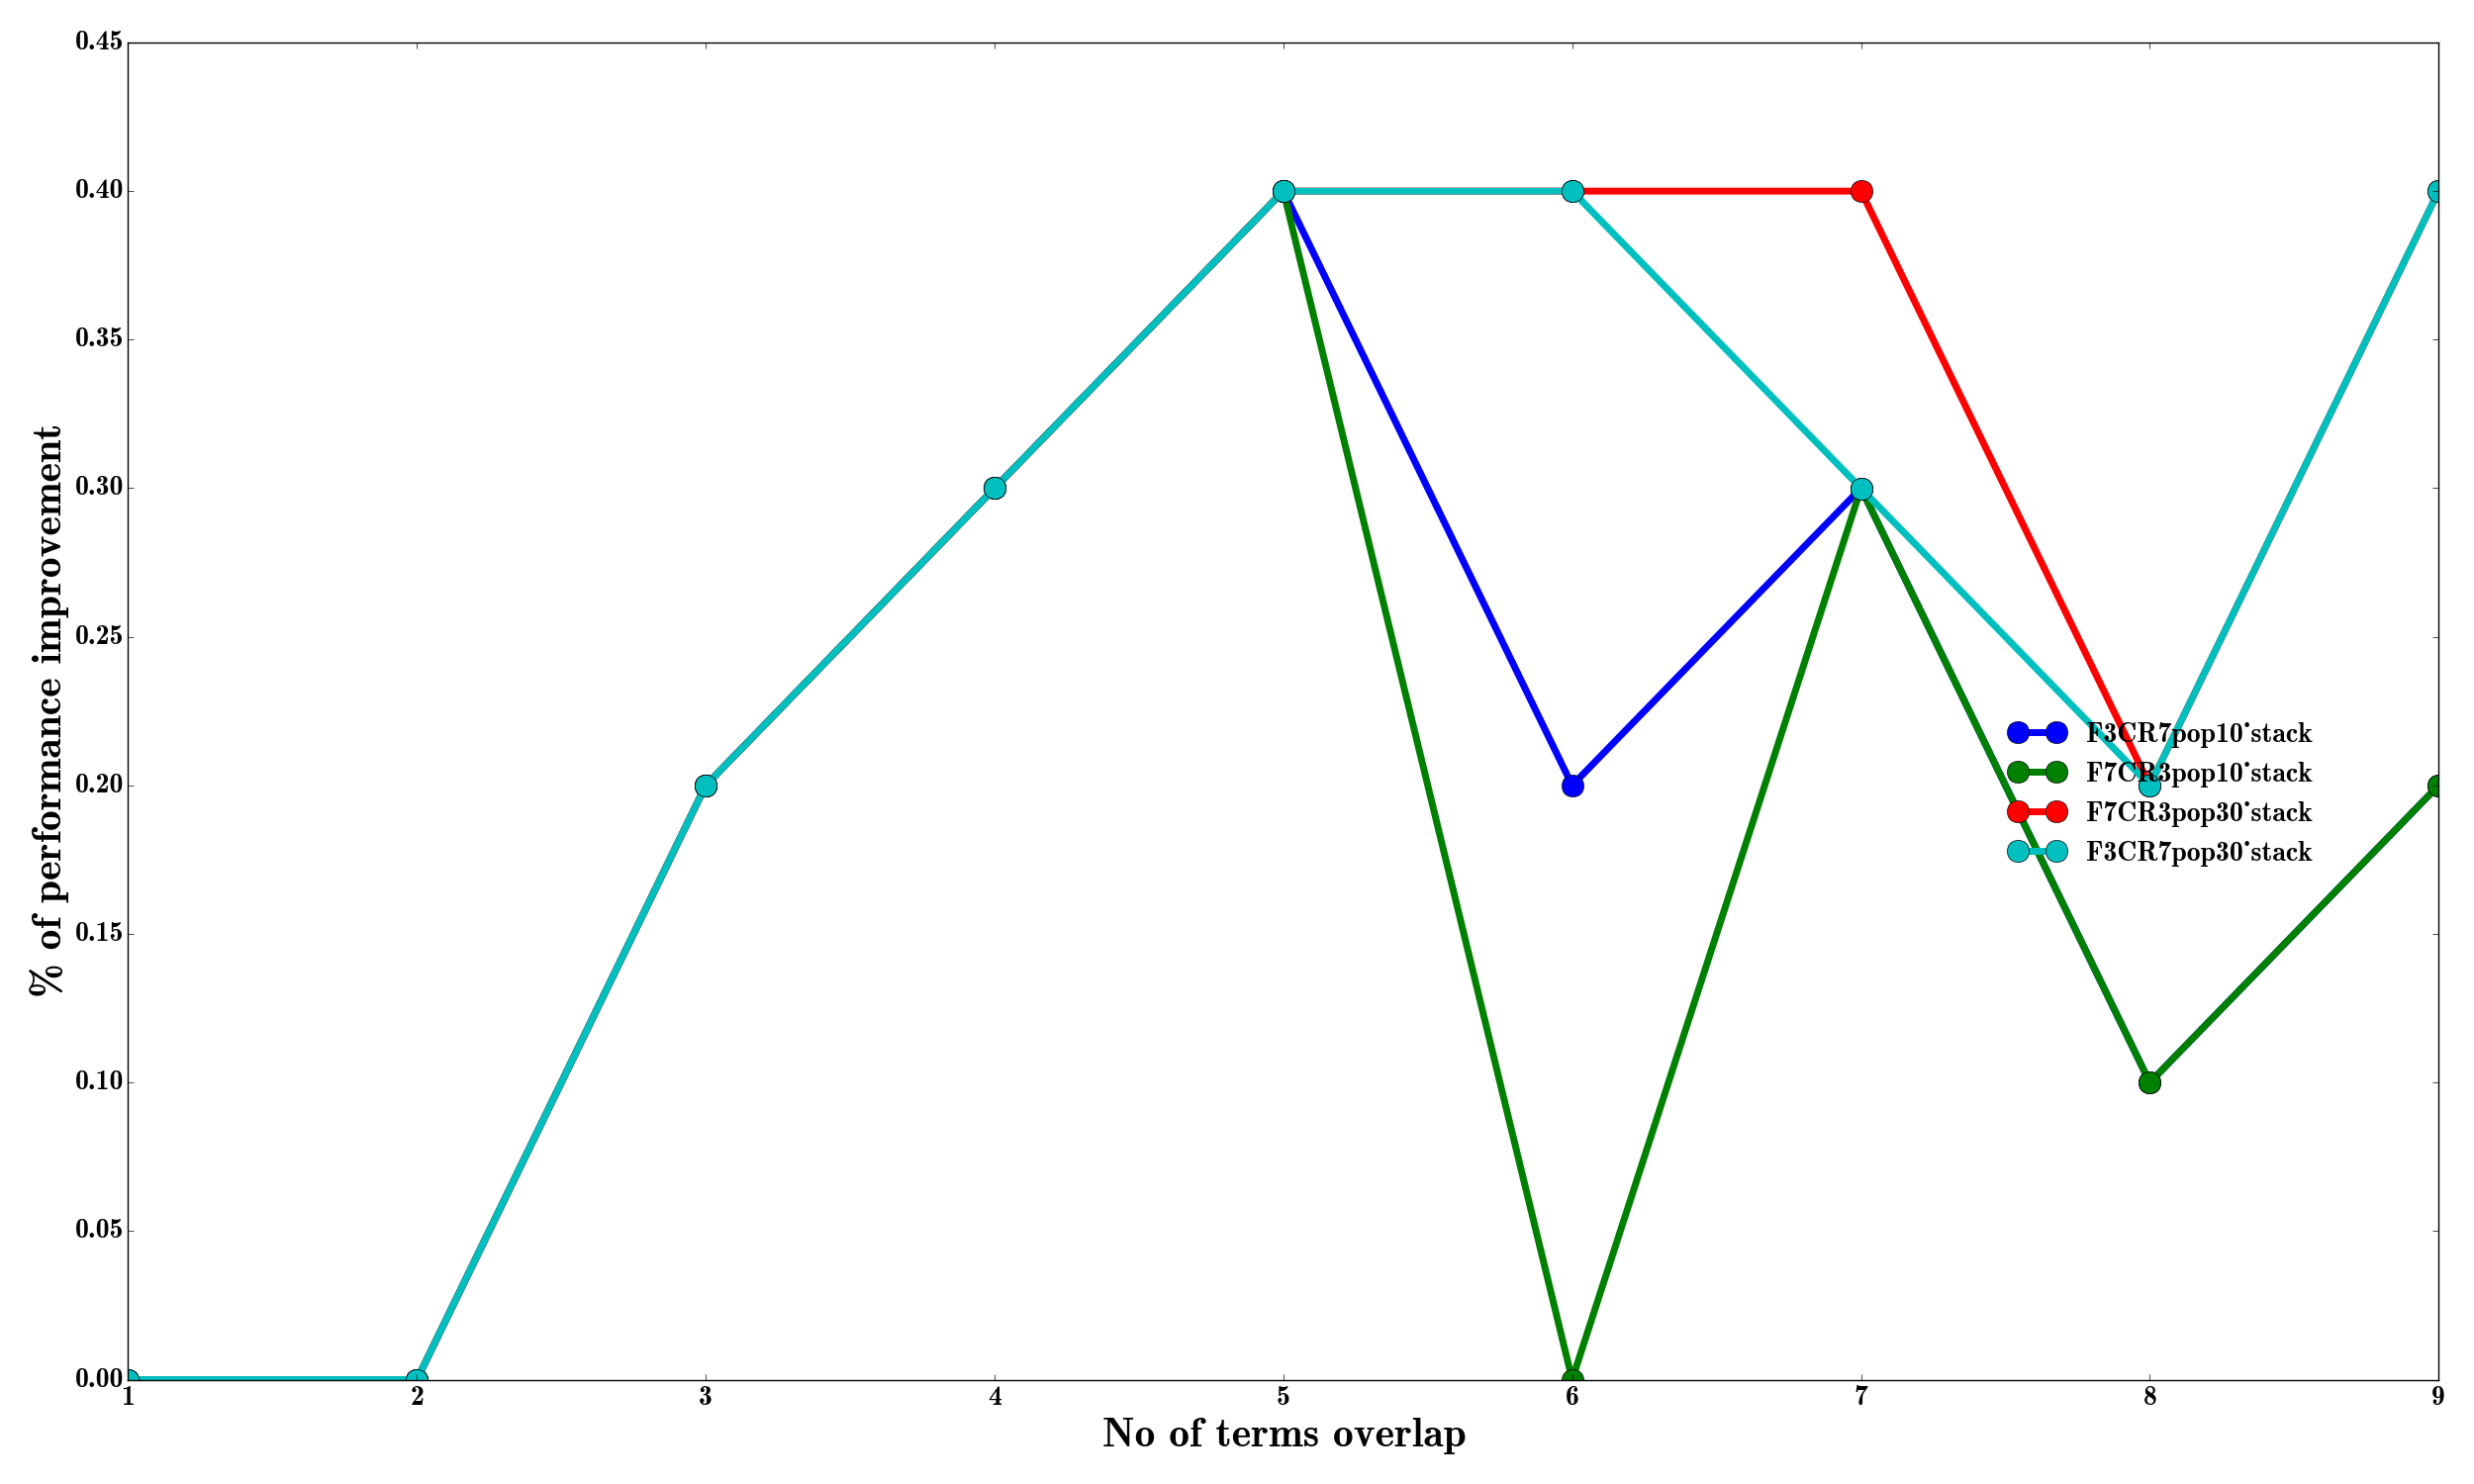 0.45
0.40
0.35
0.30
0.25
0.20
0.15
0.10
0.05
0.00
% of performance improvement
F3CR7pop10˙stack
F7CR3pop10˙stack
F7CR3pop30˙stack
F3CR7pop30˙stack
1 2 3 4 5 6 7 8 9
No of terms overlap